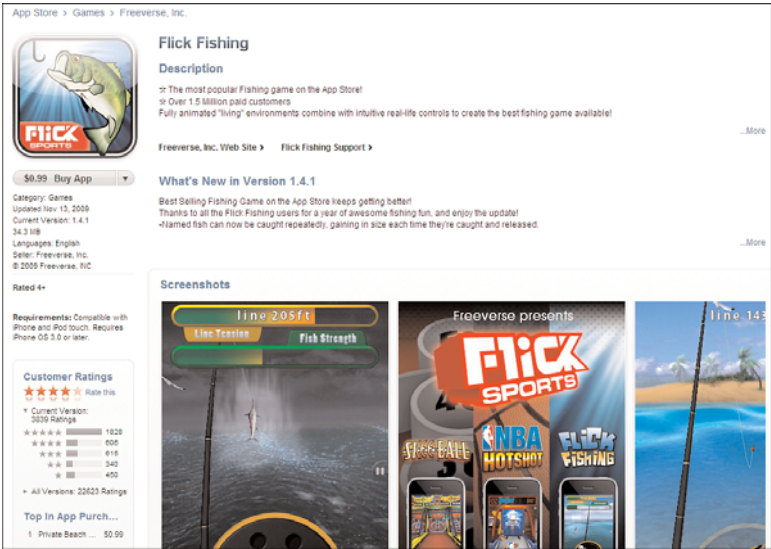 App Store > Games > Freeverse, Inc.
Flick Fishing
Description
☆ The most popular Fishing game on the App Store!
☆ Over 1.5 Million paid customers
Fully animated "living" environments combine with intuitive real-life controls to create the best fishing game available!
...More
Freeverse, Inc. Web Site > Flick Fishing Support >
What's New in Version 1.4.1
Best Selling Fishing Game on the App Store keeps getting better!
Thanks to all the Flick Fishing users for a year of awesome fishing fun, and enjoy the update!
-Named fish can now be caught repeatedly, gaining in size each time they're caught and released.
...More
FLICK
SPORTS
$0.99 Buy App
Category: Games
Updated Nov 13, 2009
Current Version: 1.4.1
34.3 MB
Languages: English
Seller: Freeverse, Inc.
© 2009 Freeverse, INC
Rated 4+
Requirements: Compatible with
iPhone and iPod touch. Requires
iPhone OS 3.0 or later.
Customer Ratings
Rate this
Current Version:
3839 Ratings
★★★★★ 1828
★★★★ 606
★★★ 615
★★ 340
★ 450
All Versions: 22623 Ratings
Top In App Purch...
1 Private Beach ... $0.99
Screenshots
line 205ft
Line Tension
Fish Strength
Freeverse presents
FLICK
SPORTS
SKEE BALL
NBA
HOTSHOT
FLICK
FISHING
line 143